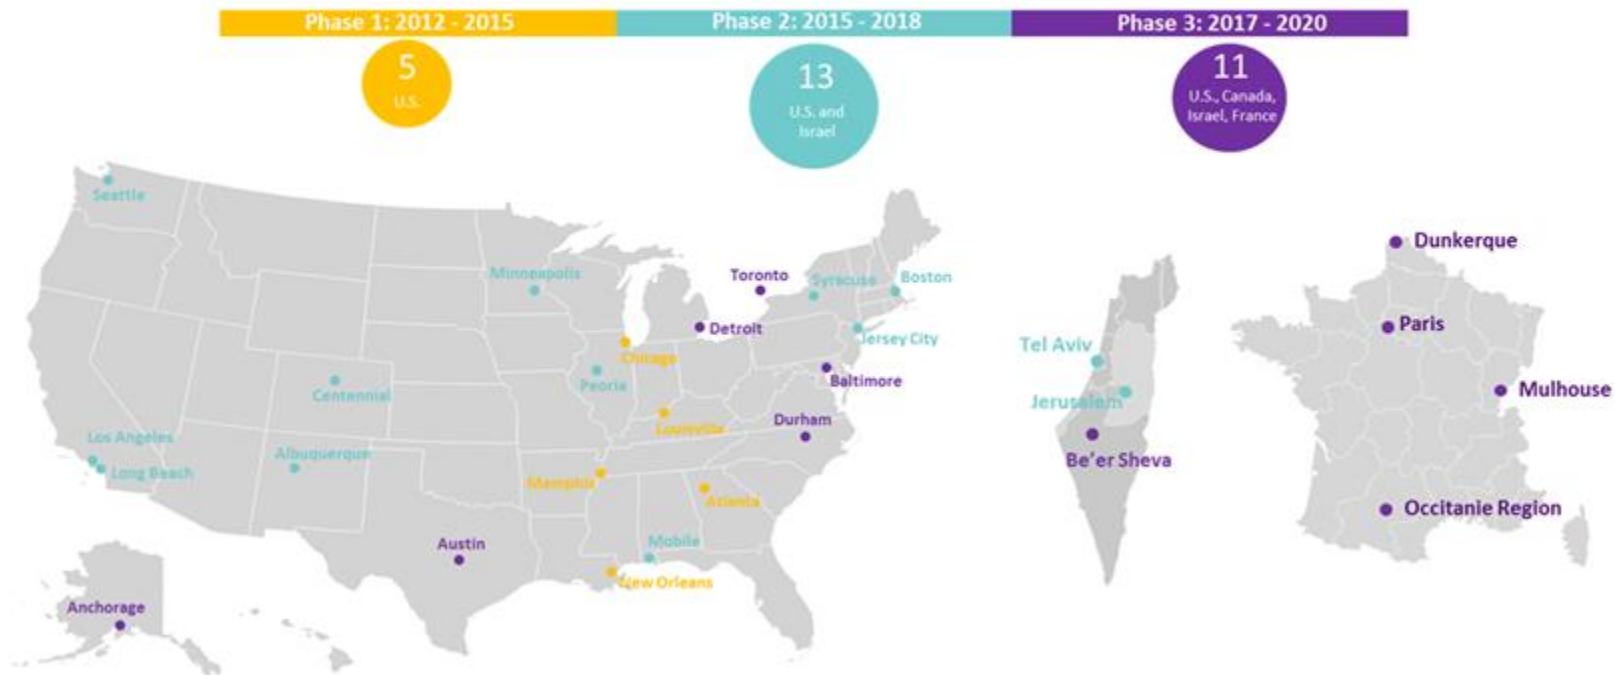 Phase 1: 2012 - 2015
Phase 2: 2015 - 2018
Phase 3: 2017 - 2020
5
U.S.
13
U.S. and
Israel
11
U.S., Canada,
Israel, France
Seattle
Minneapolis
Toronto
Syracuse
Boston
Detroit
Jersey City
Chicago
Peoria
Baltimore
Centennial
Durham
Louisville
Los Angeles
Long Beach
Albuquerque
Memphis
Atlanta
Austin
Mobile
New Orleans
Anchorage
Tel Aviv
Jerusalem
Be'er Sheva
Dunkerque
Paris
Mulhouse
Occitanie Region